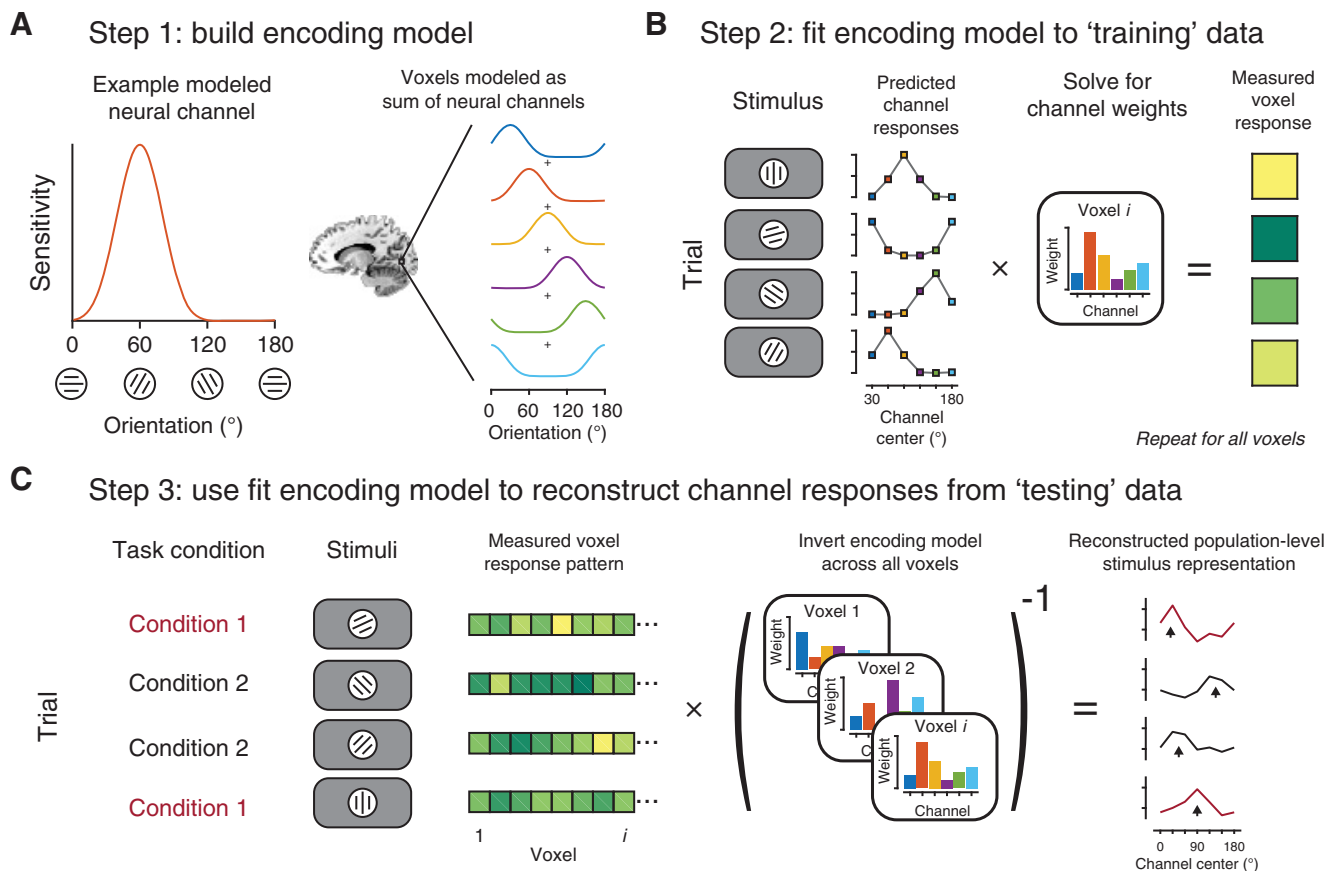 A
Step 1: build encoding model
Example modeled
neural channel
Sensitivity
0 60 120 180
Orientation (°)
Voxels modeled as
sum of neural channels
+
+
+
+
+
0 60 120 180
Orientation (°)
B
Step 2: fit encoding model to ‘training’ data
Stimulus
Predicted
channel
responses
Solve for
channel weights
Measured
voxel
response
Trial
30 180
Channel
center (°)
×
Voxel i
Weight
Channel
=
Repeat for all voxels
C
Step 3: use fit encoding model to reconstruct channel responses from ‘testing’ data
Task condition
Stimuli
Measured voxel
response pattern
Invert encoding model
across all voxels
Reconstructed population-level
stimulus representation
Trial
Condition 1
Condition 2
Condition 2
Condition 1
...
...
...
...
1 i
Voxel
×
Voxel 1
Weight
C
Voxel 2
Weight
C
Voxel i
Weight
Channel
-1
=
0 90 180
Channel center (°)